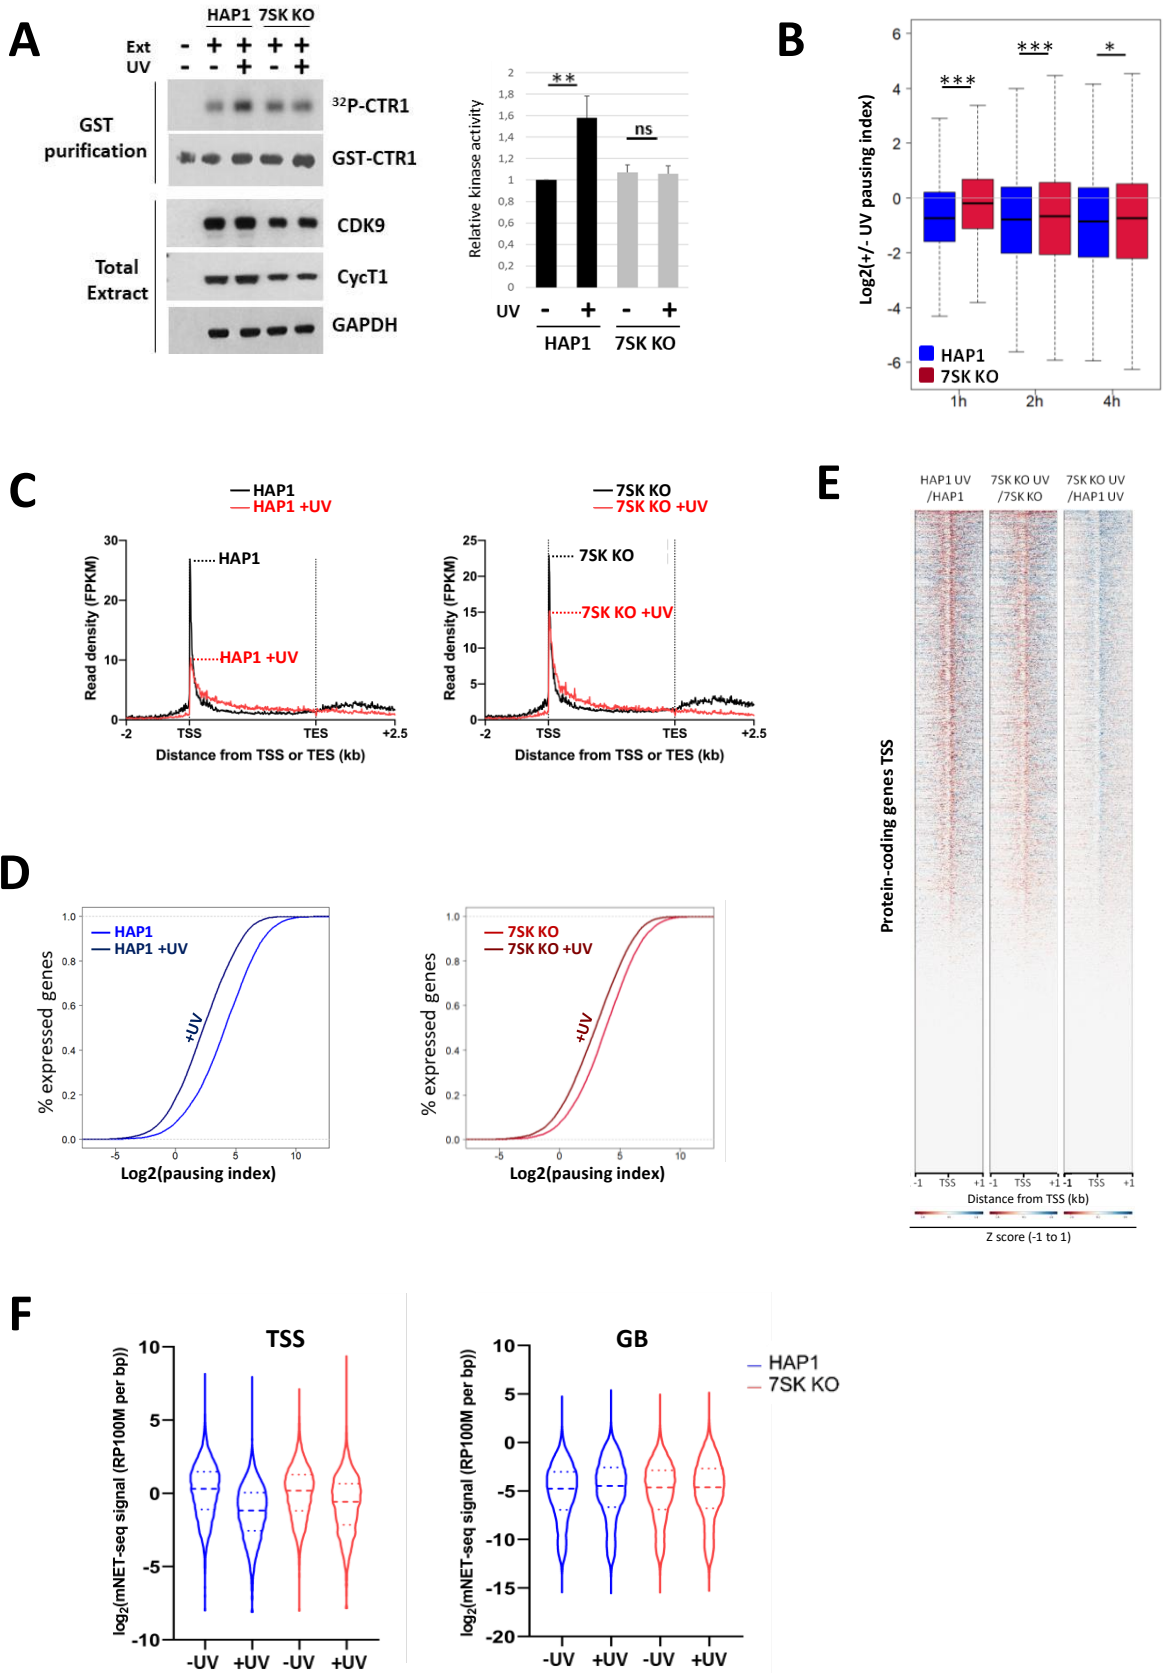 A
HAP1 7SK KO
Ext - + + + +
UV - - + - +
GST purification
32P-CTR1
GST-CTR1
Total Extract
CDK9
CycT1
GAPDH
Relative kinase activity
2
1,8
1,6
1,4
1,2
1
0,8
0,6
0,4
0,2
0
**
ns
UV - + - +
HAP1 7SK KO
B
Log2(+/- UV pausing index)
6
4
2
0
-2
-4
-6
*** *** *
HAP1
7SK KO
1h 2h 4h
C
HAP1
HAP1 +UV
Read density (FPKM)
30
20
10
0
HAP1
HAP1 +UV
-2 TSS TES +2.5
Distance from TSS or TES (kb)
7SK KO
7SK KO +UV
Read density (FPKM)
25
20
15
10
5
0
7SK KO
7SK KO +UV
-2 TSS TES +2.5
Distance from TSS or TES (kb)
D
% expressed genes
1.0
0.8
0.6
0.4
0.2
0.0
HAP1
HAP1 +UV
+UV
-5 0 5 10
Log2(pausing index)
% expressed genes
1.0
0.8
0.6
0.4
0.2
0.0
7SK KO
7SK KO +UV
+UV
-5 0 5 10
Log2(pausing index)
E
HAP1 UV /HAP1
7SK KO UV /7SK KO
7SK KO UV /HAP1 UV
Protein-coding genes TSS
-1 TSS +1 -1 TSS +1 -1 TSS +1
Distance from TSS (kb)
Z score (-1 to 1)
F
TSS
log2(mNET-seq signal (RP100M per bp))
10
5
0
-5
-10
-UV +UV -UV +UV
GB
log2(mNET-seq signal (RP100M per bp))
10
5
0
-5
-10
-15
-20
-UV +UV -UV +UV
HAP1
7SK KO